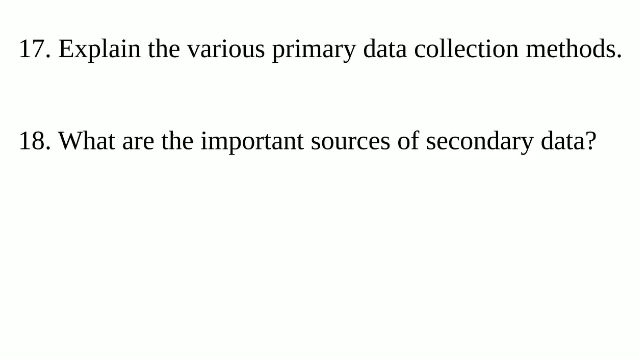 17. Explain the various primary data collection methods.
18. What are the important sources of secondary data?